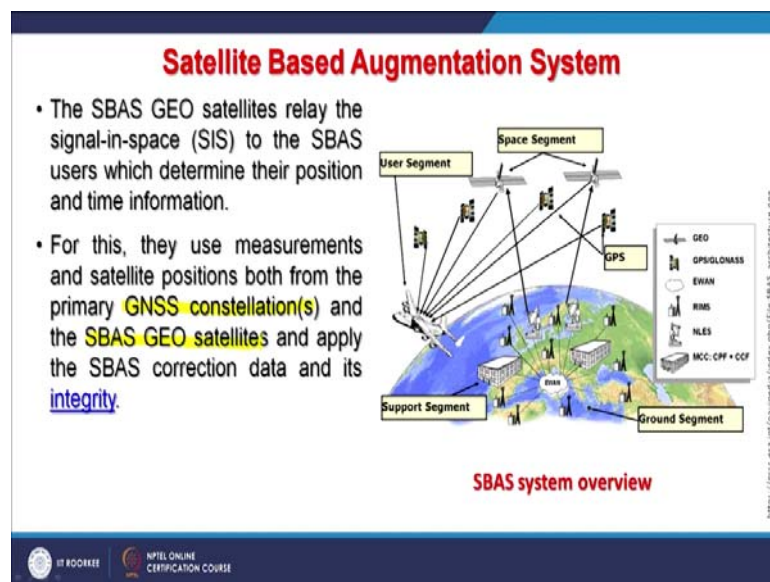 Satellite Based Augmentation System
• The SBAS GEO satellites relay the
signal-in-space (SIS) to the SBAS
users which determine their position
and time information.
• For this, they use measurements
and satellite positions both from the
primary GNSS constellation(s) and
the SBAS GEO satellites and apply
the SBAS correction data and its
integrity.
Space Segment
User Segment
GPS
GEO
GPS/GLONASS
EWAN
RIMS
NLES
MCC: CPF + CCF
EWAN
Support Segment
Ground Segment
SBAS system overview
IIT ROORKEE
NPTEL ONLINE
CERTIFICATION COURSE